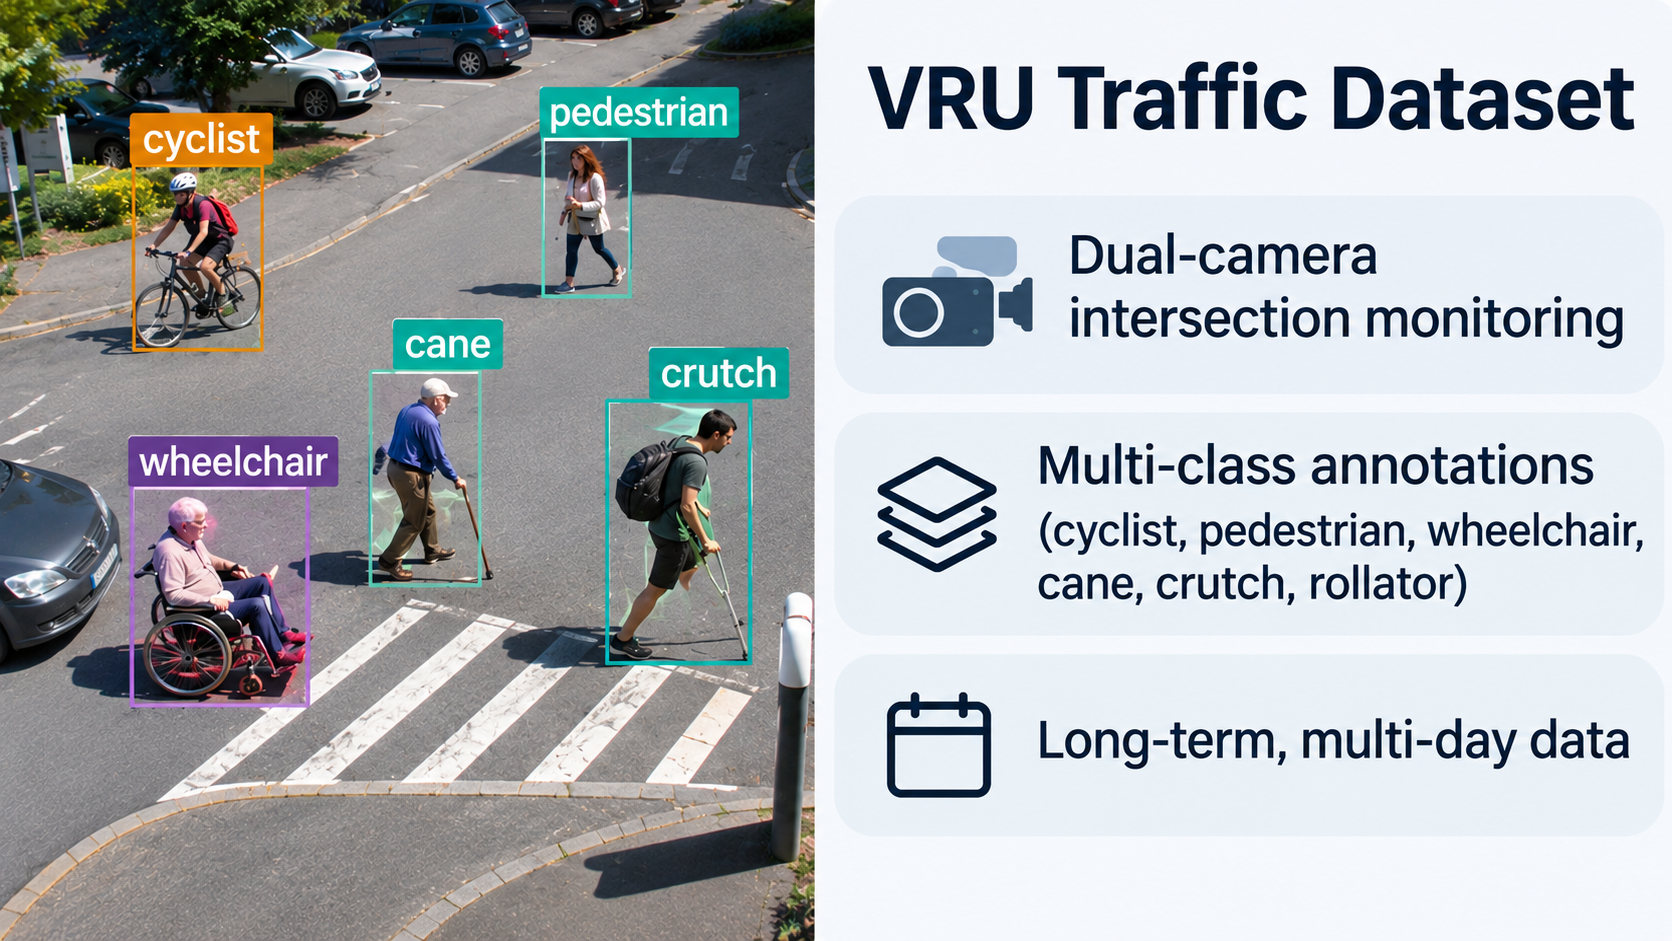 cyclist
pedestrian
cane
crutch
wheelchair
VRU Traffic Dataset
Dual-camera
intersection monitoring
Multi-class annotations
(cyclist, pedestrian, wheelchair,
cane, crutch, rollator)
Long-term, multi-day data